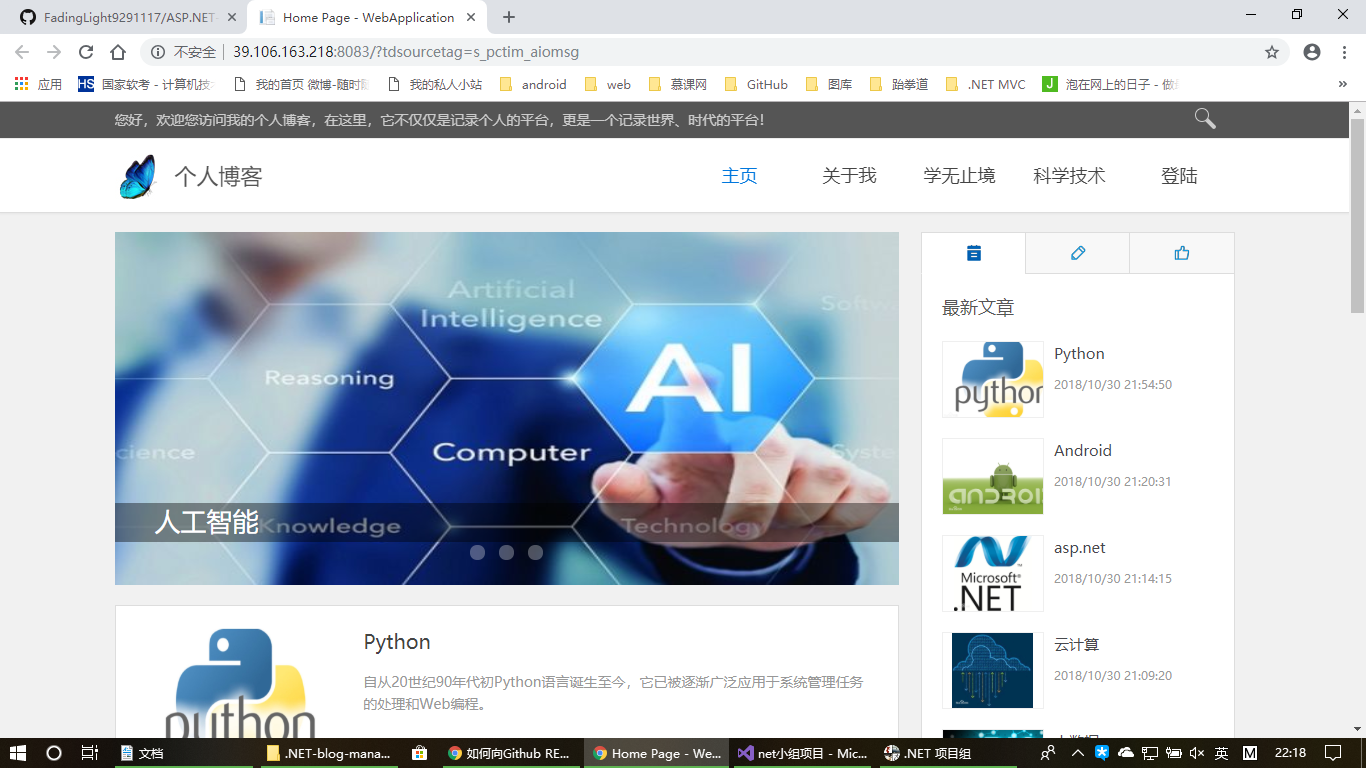 FadingLight9291117/ASP.NET-
Home Page - WebApplication
不安全 39.106.163.218:8083/?tdsourcetag=s_pctim_aiomsg
应用 HS 国家软考 - 计算机技 我的首页 微博-随时随 我的私人小站 android web 慕课网 GitHub 图库 跆拳道 .NET MVC J 泡在网上的日子 - 做 »
您好，欢迎您访问我的个人博客，在这里，它不仅仅是记录个人的平台，更是一个记录世界、时代的平台！
个人博客 主页 关于我 学无止境 科学技术 登陆
Artificial
Intelligence
Softw
AI
Reasoning
Computer
cience
Syste
人工智能
Knowledge
Technology
最新文章
python
Python
2018/10/30 21:54:50
ANDROID
Android
2018/10/30 21:20:31
Microsoft®
.NET
asp.net
2018/10/30 21:14:15
云计算
2018/10/30 21:09:20
python
Python
自从20世纪90年代初Python语言诞生至今，它已被逐渐广泛应用于系统管理任务
的处理和Web编程。
文档 .NET-blog-mana... 如何向Github RE... Home Page - We... net小组项目 - Mic... .NET 项目组 英 M 22:18